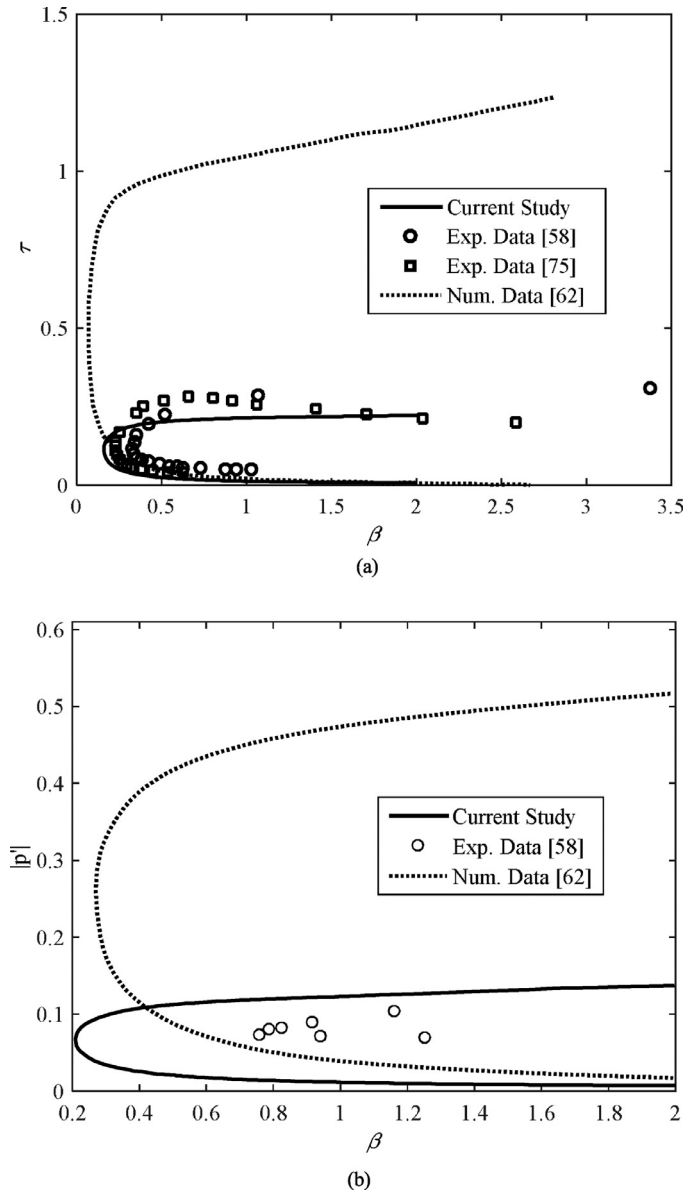 1.5
1
τ
0.5
0
Current Study
Exp. Data [58]
Exp. Data [75]
Num. Data [62]
0 0.5 1 1.5 2 2.5 3 3.5
β
(a)
0.6
0.5
0.4
|p'|
0.3
0.2
0.1
0
Current Study
Exp. Data [58]
Num. Data [62]
0.2 0.4 0.6 0.8 1 1.2 1.4 1.6 1.8 2
β
(b)